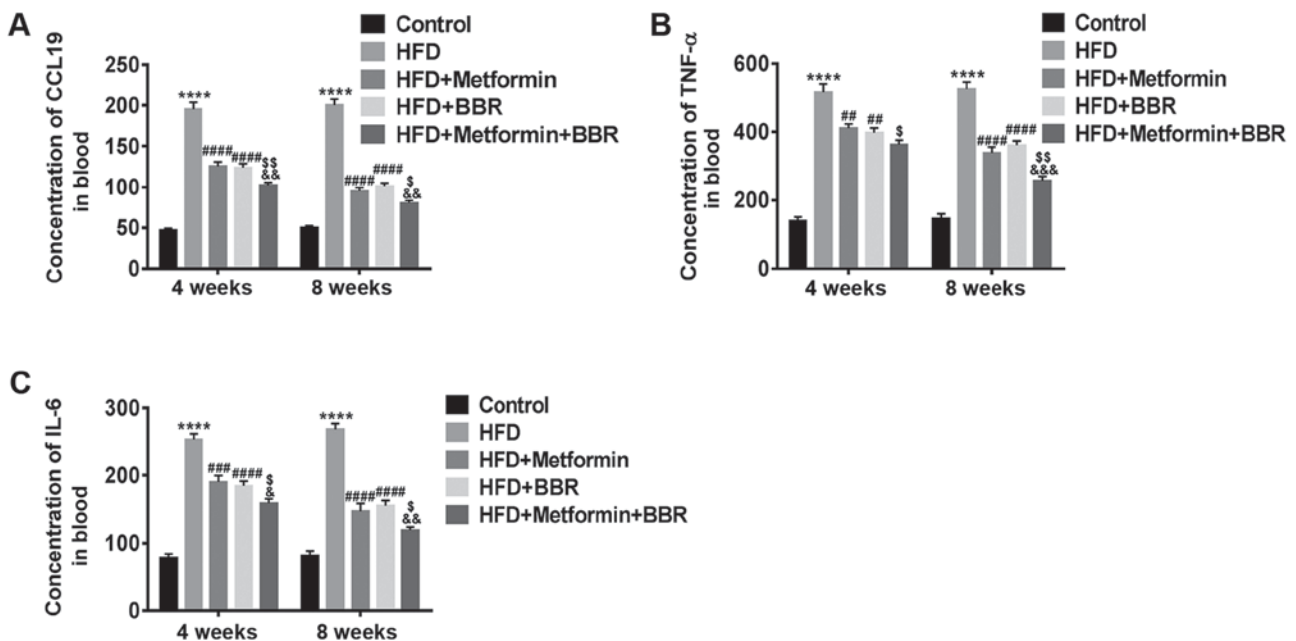 A
Concentration of CCL19
in blood
250
200
150
100
50
0
****
####
####
$$
&&
****
####
####
$
&&
4 weeks
8 weeks
Control
HFD
HFD+Metformin
HFD+BBR
HFD+Metformin+BBR
B
Concentration of TNF-α
in blood
600
400
200
0
****
##
##
$
****
####
####
$$
&&&
4 weeks
8 weeks
Control
HFD
HFD+Metformin
HFD+BBR
HFD+Metformin+BBR
C
Concentration of IL-6
in blood
300
200
100
0
****
###
####
$
&
****
####
####
$
&&
4 weeks
8 weeks
Control
HFD
HFD+Metformin
HFD+BBR
HFD+Metformin+BBR